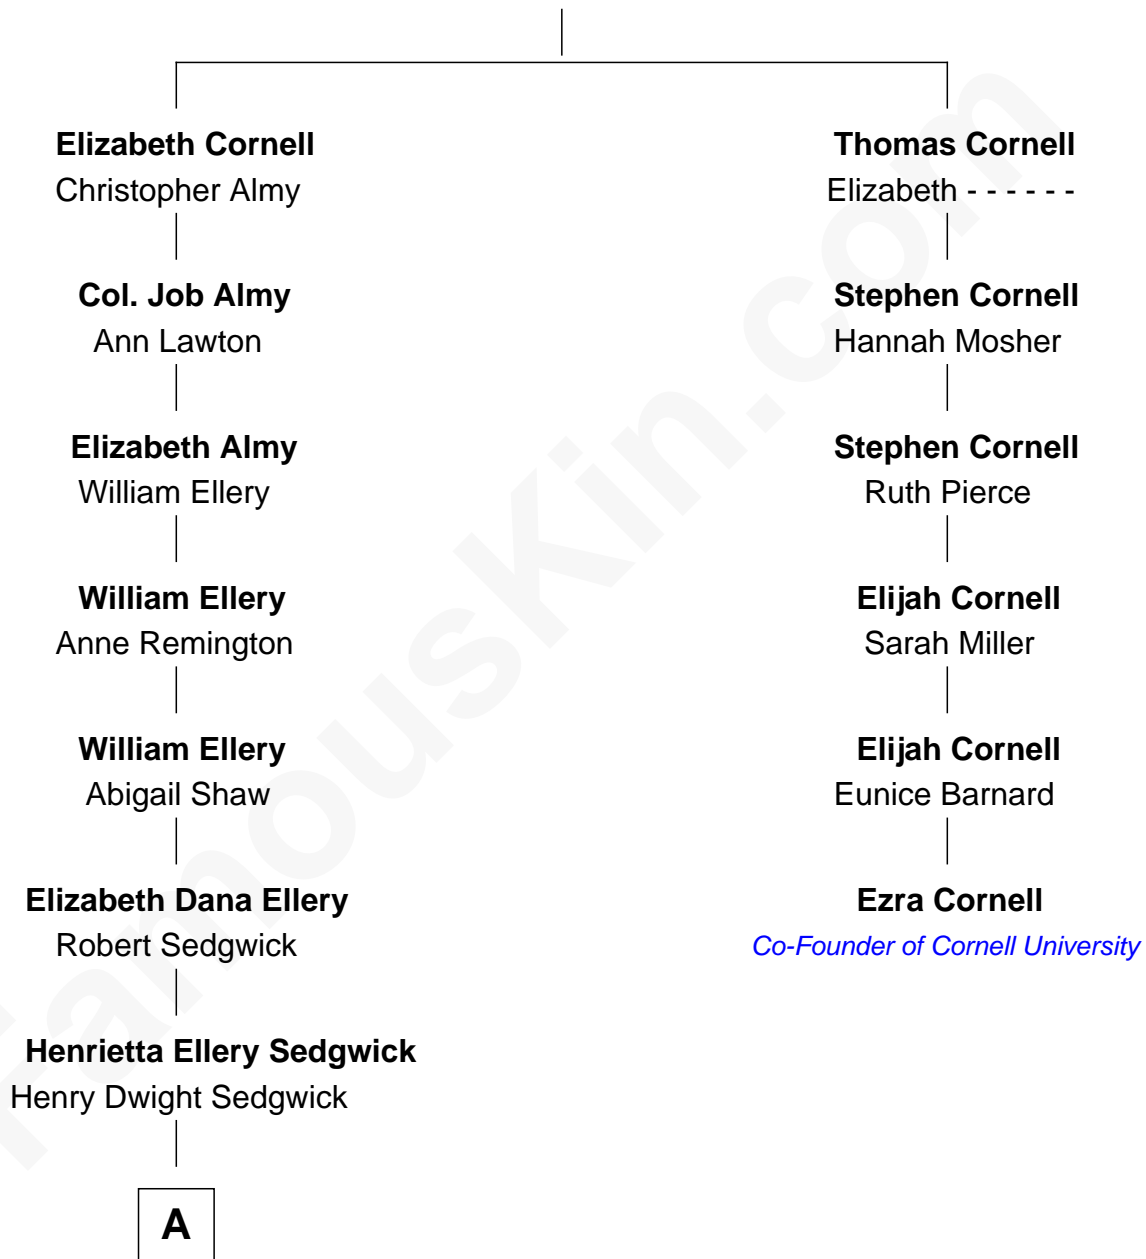 Elizabeth Cornell
Christopher Almy
Col. Job Almy
Ann Lawton
Elizabeth Almy
William Ellery
William Ellery
Anne Remington
William Ellery
Abigail Shaw
Elizabeth Dana Ellery
Robert Sedgwick
Henrietta Ellery Sedgwick
Henry Dwight Sedgwick
A
Thomas Cornell
Elizabeth - - - - - -
Stephen Cornell
Hannah Mosher
Stephen Cornell
Ruth Pierce
Elijah Cornell
Sarah Miller
Elijah Cornell
Eunice Barnard
Ezra Cornell
Co-Founder of Cornell University
FamousKin.com